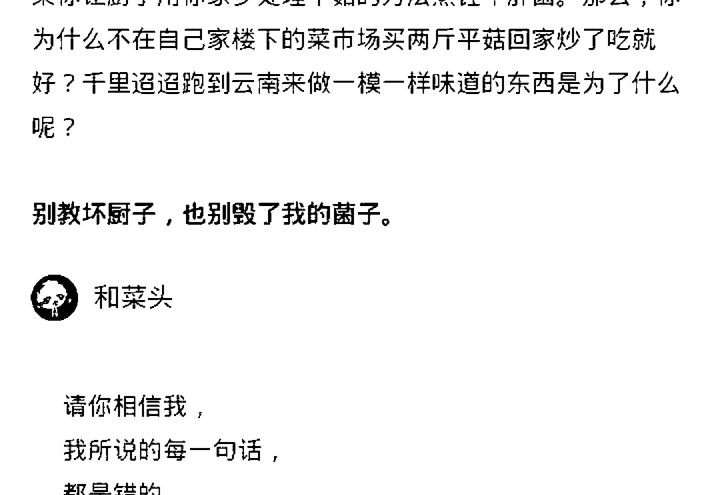 为什么不在自己家楼下的菜市场买两斤平菇回家炒了吃就
好？千里迢迢跑到云南来做一模一样味道的东西是为了什么
呢？
别教坏厨子，也别毁了我的菌子。
和菜头
请你相信我，
我所说的每一句话，
都是错的